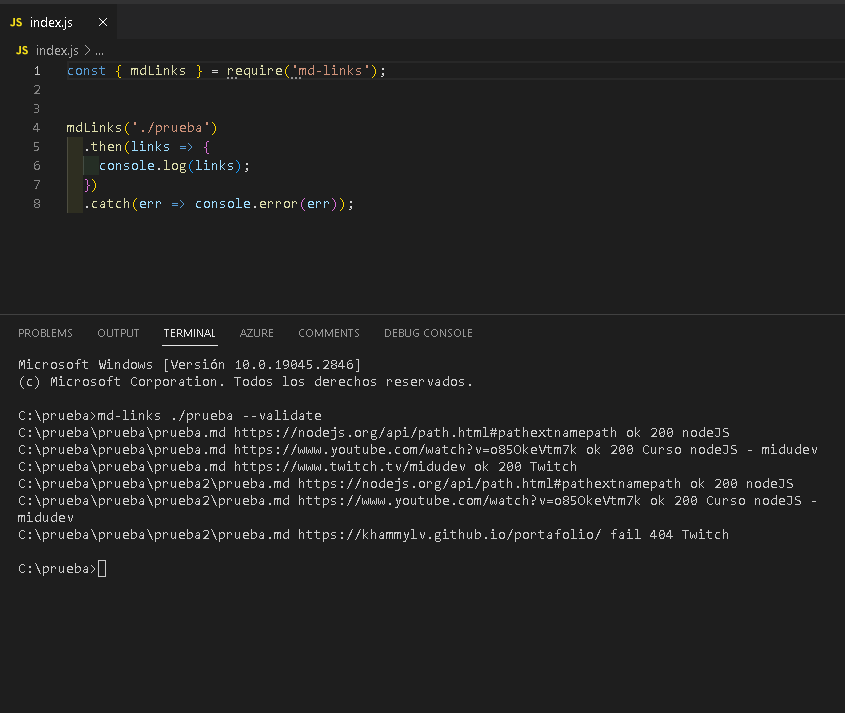 JS index.js ×
JS index.js > ...
1 const { mdLinks } = require('md-links');
2
3
4 mdLinks('./prueba')
5 .then(links => {
6 console.log(links);
7 })
8 .catch(err => console.error(err));
PROBLEMS OUTPUT TERMINAL AZURE COMMENTS DEBUG CONSOLE
Microsoft Windows [Versión 10.0.19045.2846]
(c) Microsoft Corporation. Todos los derechos reservados.
C:\prueba>md-links ./prueba --validate
C:\prueba\prueba\prueba.md https://nodejs.org/api/path.html#pathextnamepath ok 200 nodeJS
C:\prueba\prueba\prueba.md https://www.youtube.com/watch?v=o85OkeVtm7k ok 200 Curso nodeJS - midudev
C:\prueba\prueba\prueba.md https://www.twitch.tv/midudev ok 200 Twitch
C:\prueba\prueba\prueba2\prueba.md https://nodejs.org/api/path.html#pathextnamepath ok 200 nodeJS
C:\prueba\prueba\prueba2\prueba.md https://www.youtube.com/watch?v=o85OkeVtm7k ok 200 Curso nodeJS -
midudev
C:\prueba\prueba\prueba2\prueba.md https://khammylv.github.io/portafolio/ fail 404 Twitch
C:\prueba>